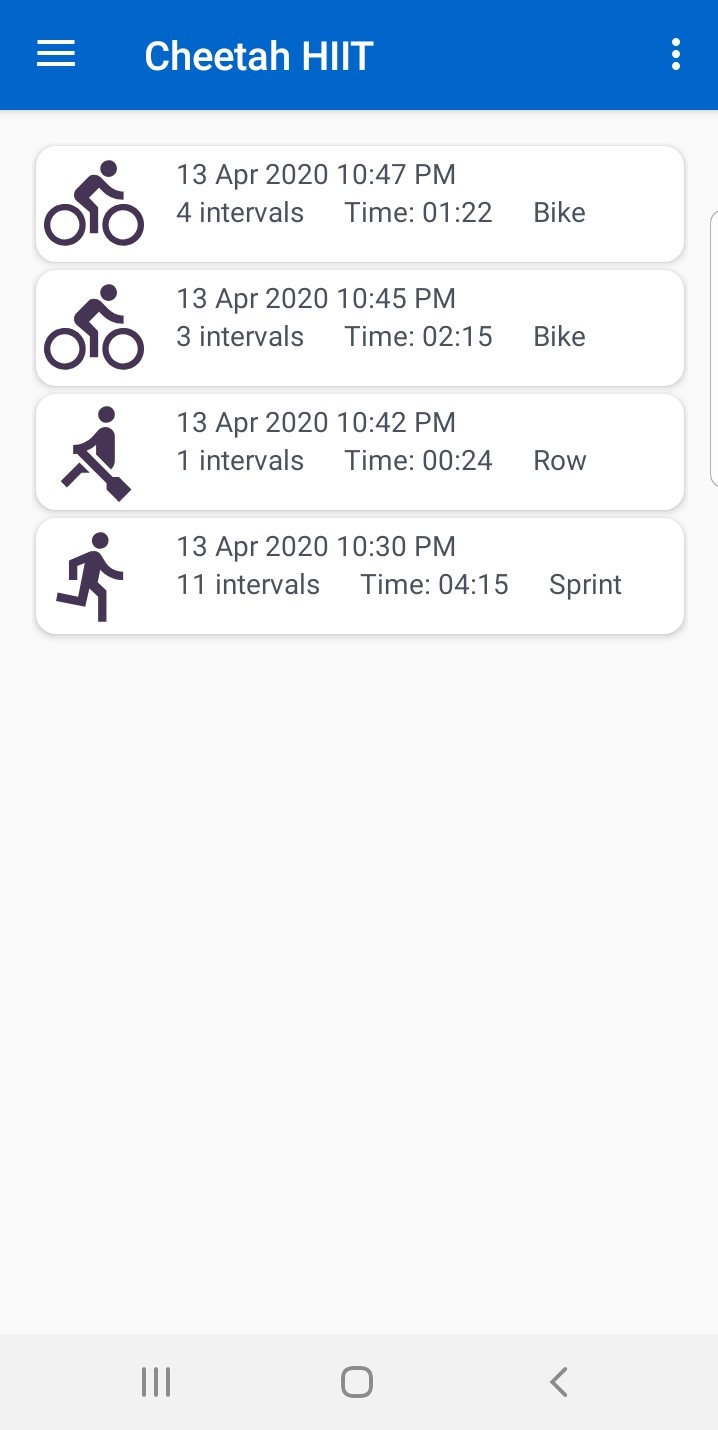 Cheetah HIIT
13 Apr 2020 10:47 PM
4 intervals Time: 01:22 Bike
13 Apr 2020 10:45 PM
3 intervals Time: 02:15 Bike
13 Apr 2020 10:42 PM
1 intervals Time: 00:24 Row
13 Apr 2020 10:30 PM
11 intervals Time: 04:15 Sprint